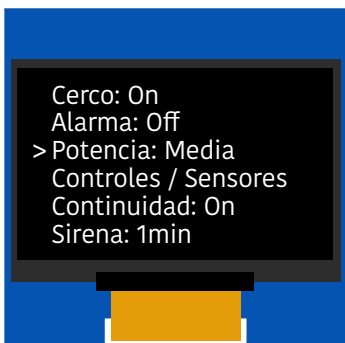 Cerco: On
Alarma: Off
> Potencia: Media
Controles / Sensores
Continuidad: On
Sirena: 1min